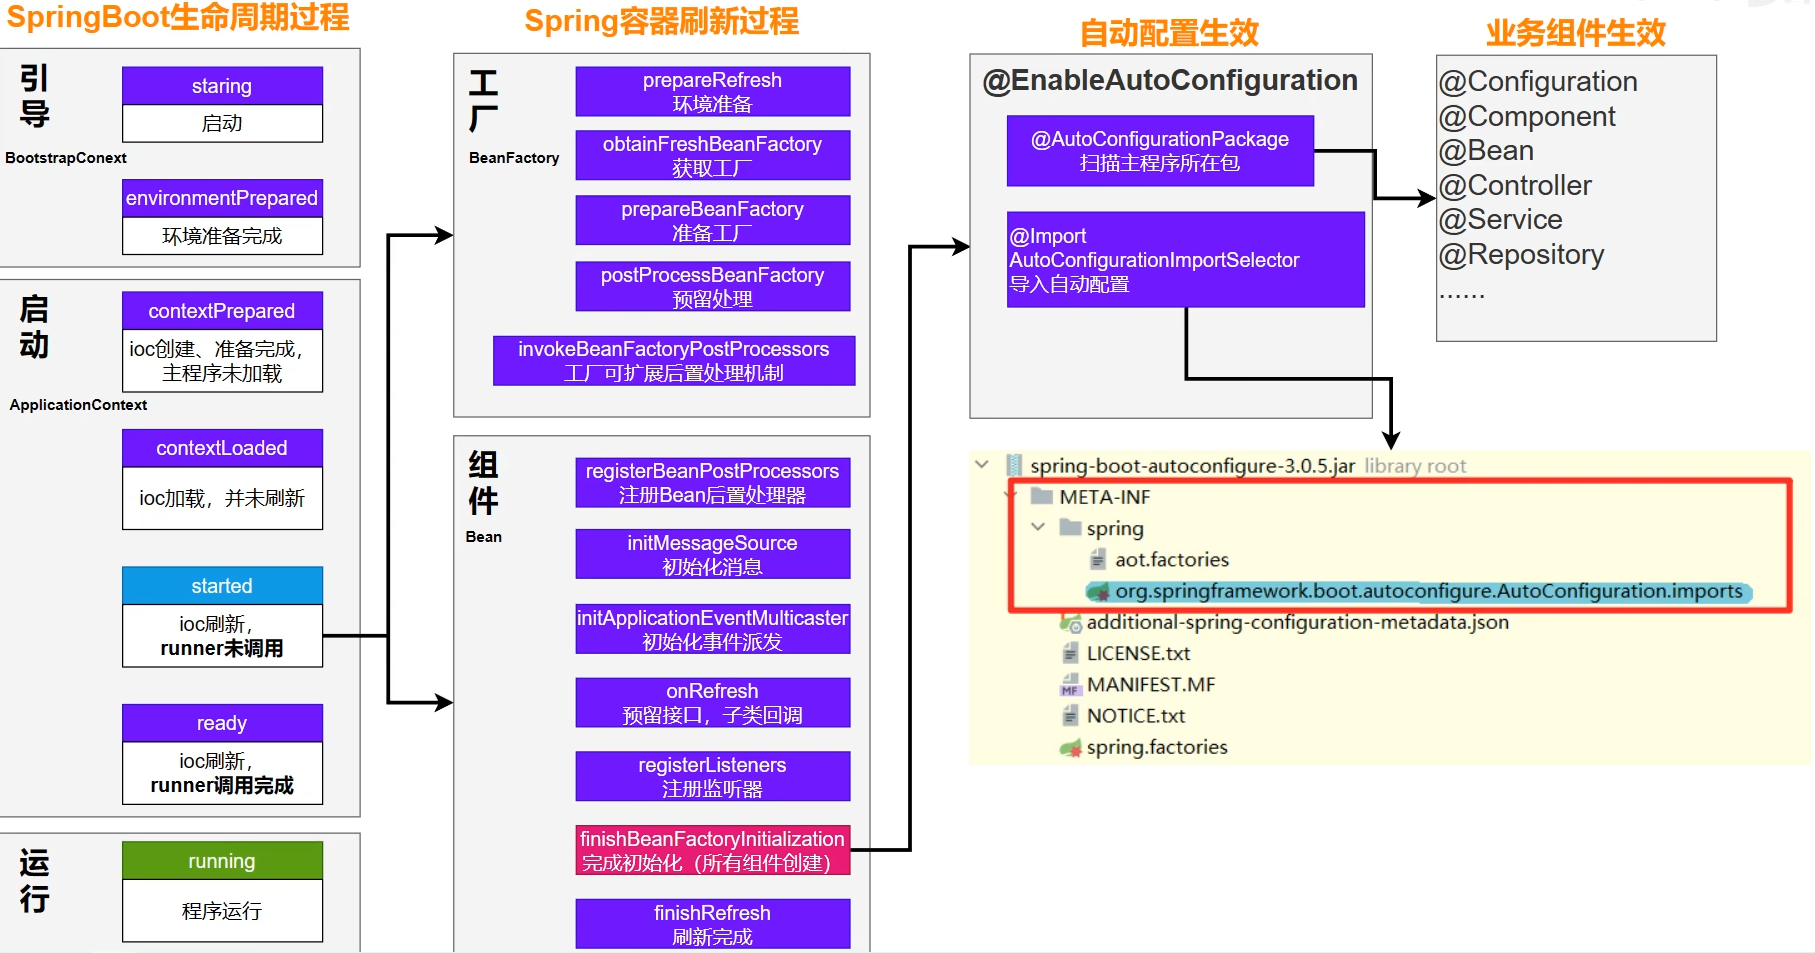 SpringBoot生命周期过程
引
导
staring
启动
BootstrapConext
environmentPrepared
环境准备完成
启
动
contextPrepared
ioc创建、准备完成，
主程序未加载
ApplicationContext
contextLoaded
ioc加载，并未刷新
started
ioc刷新，
runner未调用
ready
ioc刷新，
runner调用完成
运
行
running
程序运行
Spring容器刷新过程
工
厂
BeanFactory
prepareRefresh
环境准备
obtainFreshBeanFactory
获取工厂
prepareBeanFactory
准备工厂
postProcessBeanFactory
预留处理
invokeBeanFactoryPostProcessors
工厂可扩展后置处理机制
组
件
Bean
registerBeanPostProcessors
注册Bean后置处理器
initMessageSource
初始化消息
initApplicationEventMulticaster
初始化事件派发
onRefresh
预留接口，子类回调
registerListeners
注册监听器
finishBeanFactoryInitialization
完成初始化（所有组件创建）
finishRefresh
刷新完成
自动配置生效
@EnableAutoConfiguration
@AutoConfigurationPackage
扫描主程序所在包
@Import
AutoConfigurationImportSelector
导入自动配置
业务组件生效
@Configuration
@Component
@Bean
@Controller
@Service
@Repository
......
spring-boot-autoconfigure-3.0.5.jar library root
META-INF
spring
aot.factories
org.springframework.boot.autoconfigure.AutoConfiguration.imports
additional-spring-configuration-metadata.json
LICENSE.txt
MF MANIFEST.MF
NOTICE.txt
spring.factories